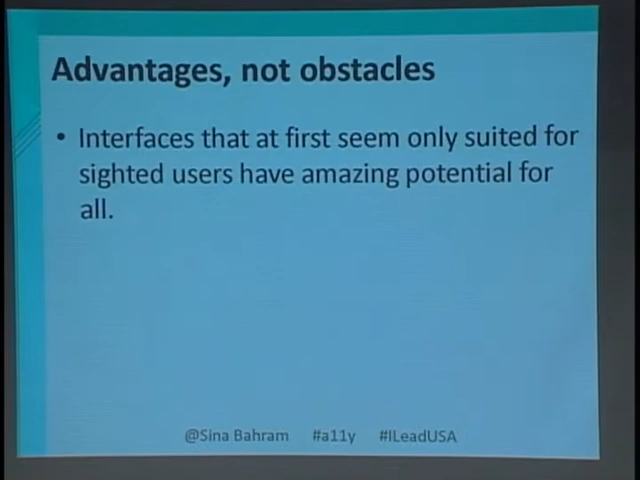 Advantages, not obstacles
• Interfaces that at first seem only suited for
sighted users have amazing potential for
all.
@Sina Bahram #a11y #ILeadUSA